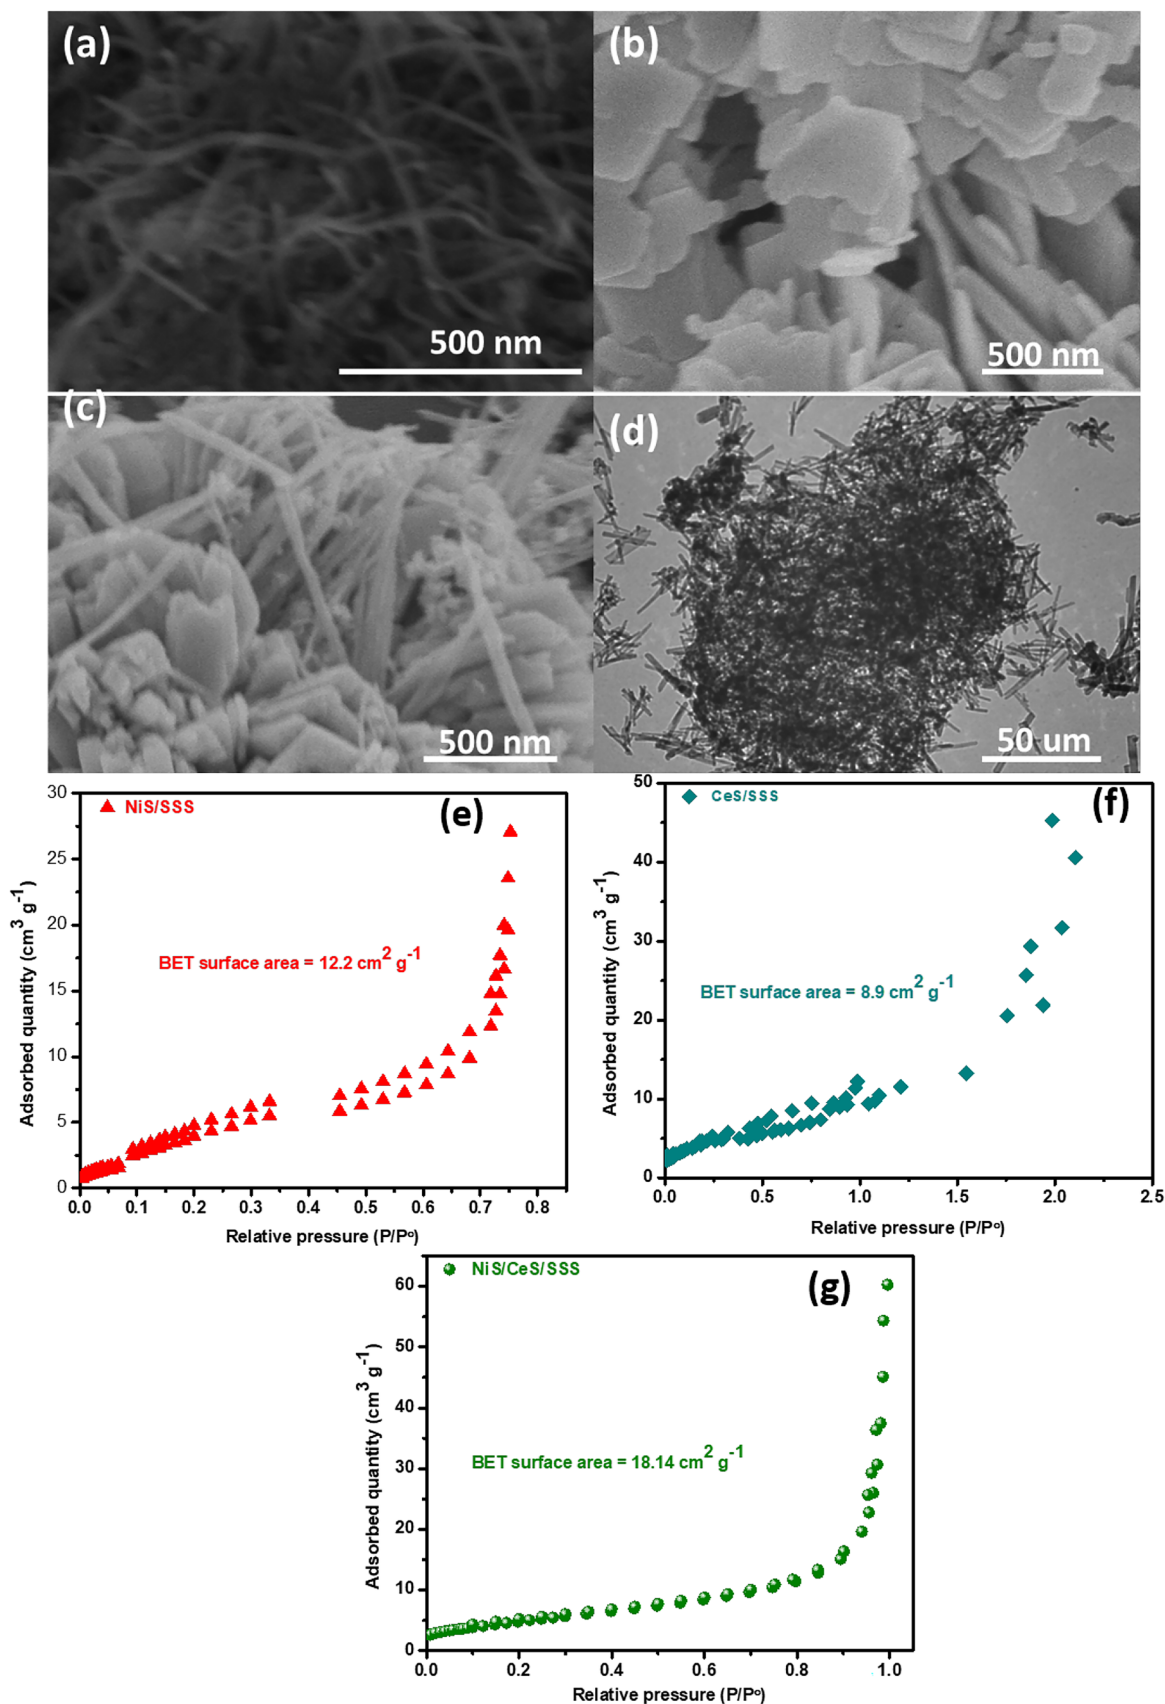 (a)
500 nm
(b)
500 nm
(c)
500 nm
(d)
50 um
NiS/SSS
(e)
BET surface area = 12.2 cm² g⁻¹
Adsorbed quantity (cm³ g⁻¹)
30
25
20
15
10
5
0
0.0 0.1 0.2 0.3 0.4 0.5 0.6 0.7 0.8
Relative pressure (P/Pº)
CeS/SSS
(f)
BET surface area = 8.9 cm² g⁻¹
Adsorbed quantity (cm³ g⁻¹)
50
40
30
20
10
0
0.0 0.5 1.0 1.5 2.0 2.5
Relative pressure (P/Pº)
NiS/CeS/SSS
(g)
BET surface area = 18.14 cm² g⁻¹
Adsorbed quantity (cm³ g⁻¹)
60
50
40
30
20
10
0
0.0 0.2 0.4 0.6 0.8 1.0
Relative pressure (P/Pº)